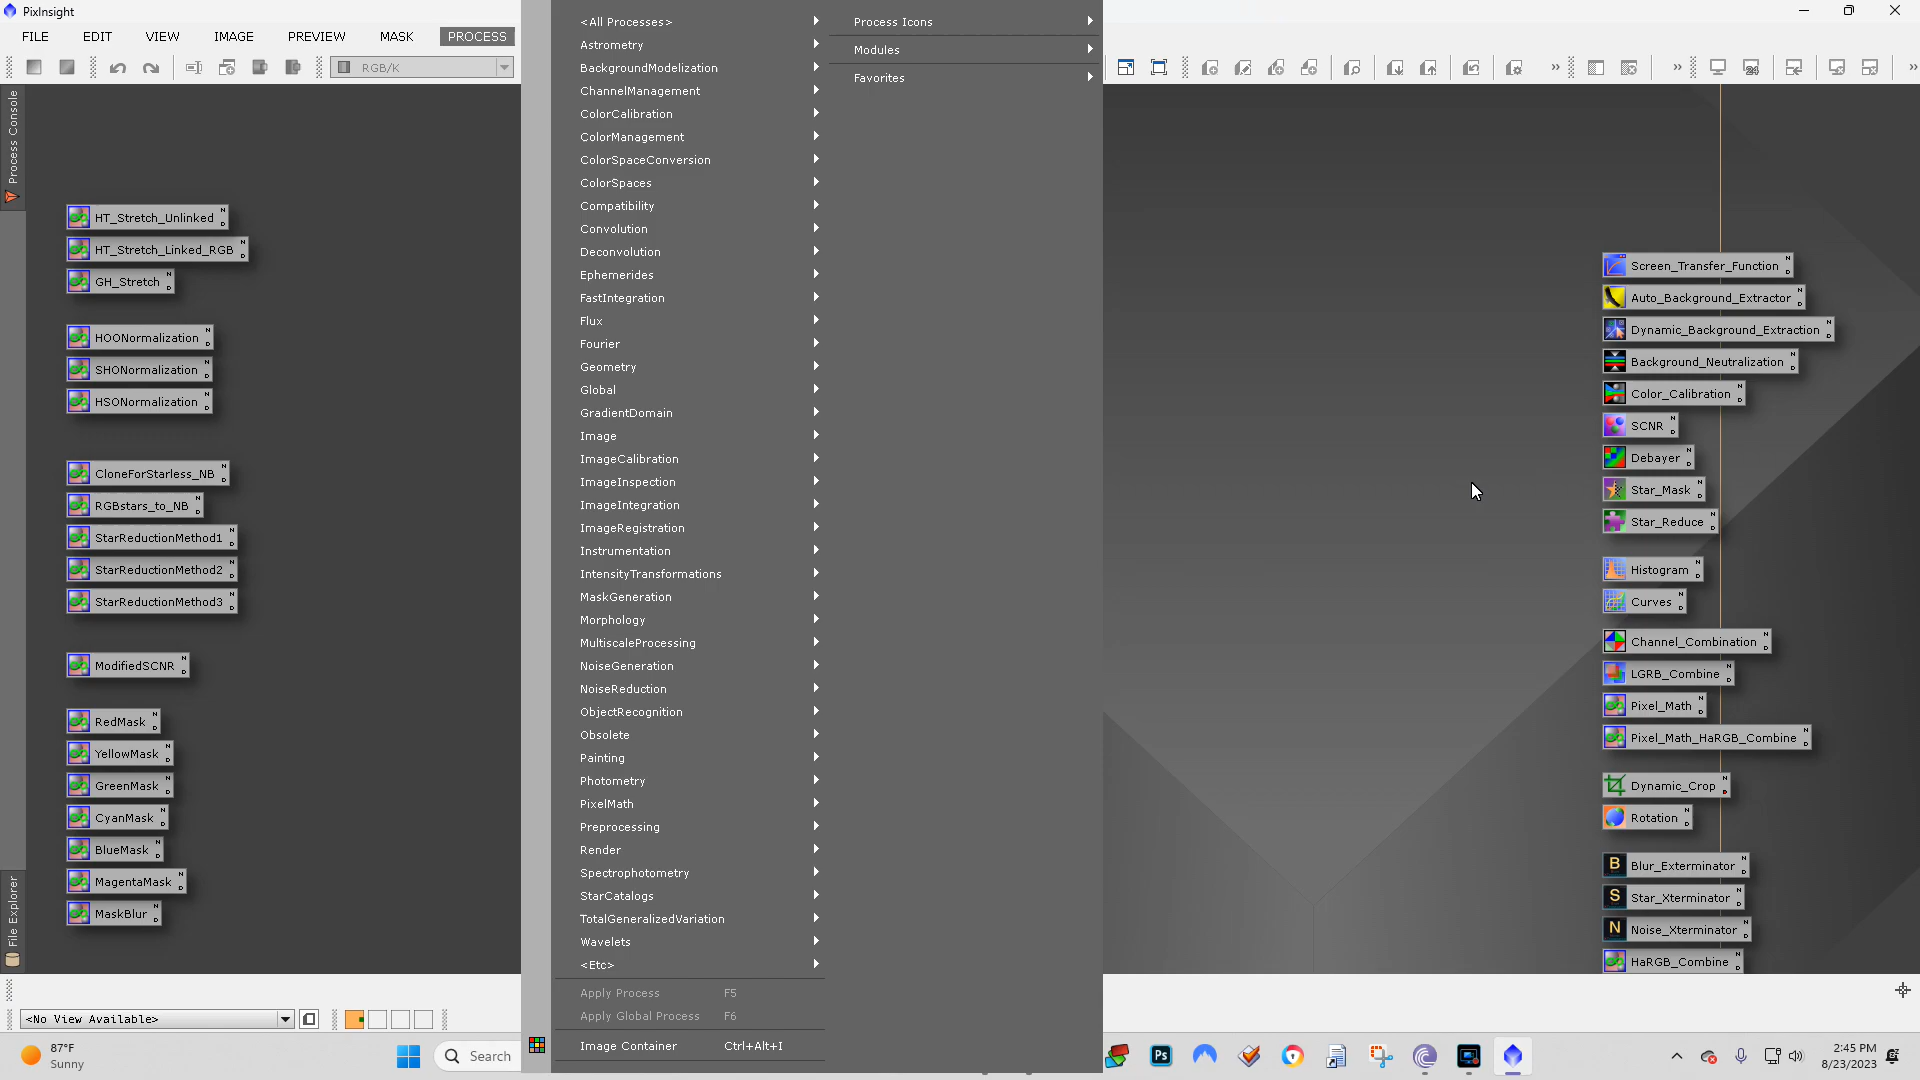 PixInsight
FILE EDIT VIEW IMAGE PREVIEW MASK PROCESS
RGB/K
24
Process Console
HT_Stretch_Unlinked
HT_Stretch_Linked_RGB
GH_Stretch
HOONormalization
SHONormalization
HSONormalization
CloneForStarless_NB
RGBstars_to_NB
StarReductionMethod1
StarReductionMethod2
StarReductionMethod3
ModifiedSCNR
RedMask
YellowMask
GreenMask
CyanMask
BlueMask
MagentaMask
MaskBlur
File Explorer
<All Processes>
Astrometry
BackgroundModelization
ChannelManagement
ColorCalibration
ColorManagement
ColorSpaceConversion
ColorSpaces
Compatibility
Convolution
Deconvolution
Ephemerides
FastIntegration
Flux
Fourier
Geometry
Global
GradientDomain
Image
ImageCalibration
ImageInspection
ImageIntegration
ImageRegistration
Instrumentation
IntensityTransformations
MaskGeneration
Morphology
MultiscaleProcessing
NoiseGeneration
NoiseReduction
ObjectRecognition
Obsolete
Painting
Photometry
PixelMath
Preprocessing
Render
Spectrophotometry
StarCatalogs
TotalGeneralizedVariation
Wavelets
<Etc>
Apply Process F5
Apply Global Process F6
Image Container Ctrl+Alt+I
Process Icons
Modules
Favorites
Screen_Transfer_Function
Auto_Background_Extractor
Dynamic_Background_Extraction
Background_Neutralization
Color_Calibration
SCNR
Debayer
Star_Mask
Star_Reduce
Histogram
Curves
Channel_Combination
LGRB_Combine
Pixel_Math
Pixel_Math_HaRGB_Combine
Dynamic_Crop
Rotation
B Blur_Exterminator
S Star_Xterminator
N Noise_Xterminator
HaRGB_Combine
<No View Available>
87°F
Sunny
Search
Ps
2:45 PM
8/23/2023